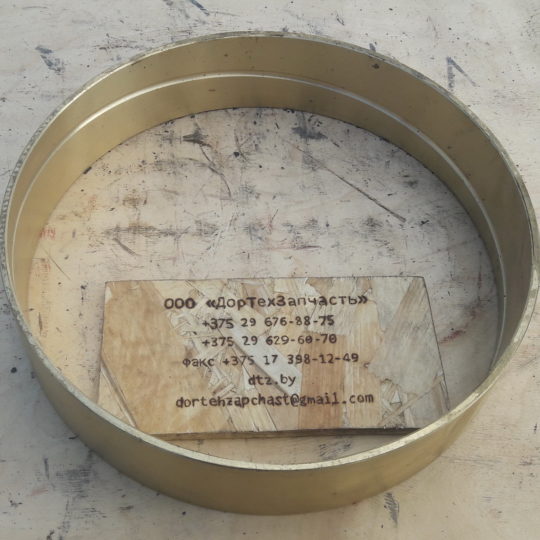 ООО «ДорТехЗапчасть»
+375 29 676-88-75
+375 29 629-60-70
факс +375 17 398-12-49
dtz.by
dortehzapchast@gmail.com